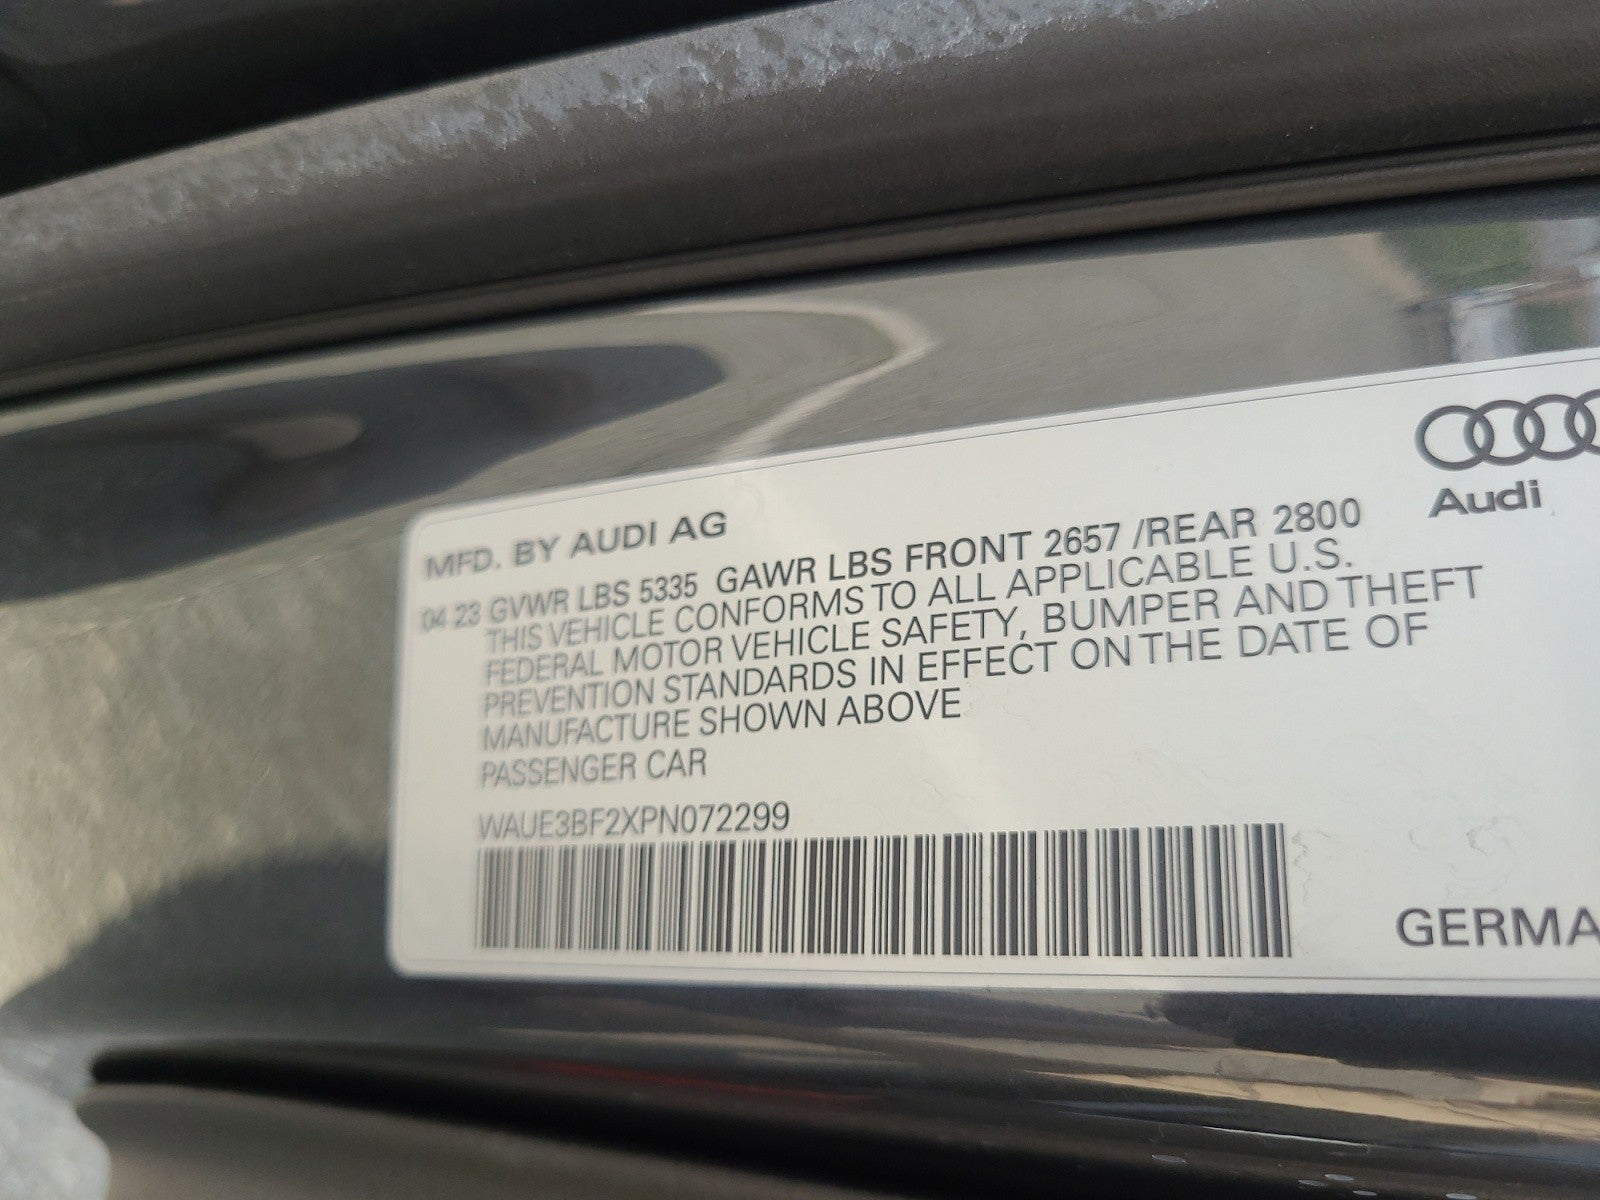 Audi
MFD. BY AUDI AG
04 23 GVWR LBS 5335 GAWR LBS FRONT 2657 /REAR 2800
THIS VEHICLE CONFORMS TO ALL APPLICABLE U.S.
FEDERAL MOTOR VEHICLE SAFETY, BUMPER AND THEFT
PREVENTION STANDARDS IN EFFECT ON THE DATE OF
MANUFACTURE SHOWN ABOVE
PASSENGER CAR
WAUE3BF2XPN072299
GERMA